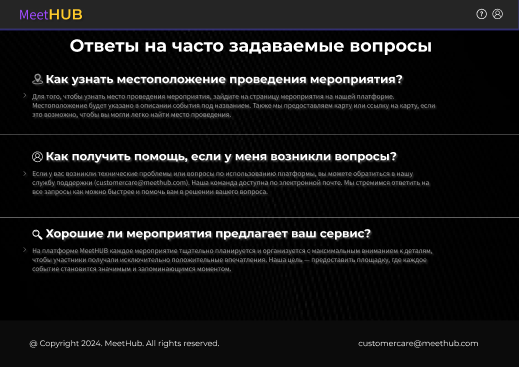 MeetHUB
Ответы на часто задаваемые вопросы
Как узнать местоположение проведения мероприятия?
Для того, чтобы узнать место проведения мероприятия, зайдите на страницу мероприятия на нашей платформе.
Местоположение будет указано в описании события под названием. Также мы предоставляем карту или ссылку на карту, если
это возможно, чтобы вы могли легко найти место проведения.
Как получить помощь, если у меня возникли вопросы?
Если у вас возникли технические проблемы или вопросы по использованию платформы, вы можете обратиться в нашу
службу поддержки (customercare@meethub.com). Наша команда доступна по электронной почте. Мы стремимся ответить на
все запросы как можно быстрее и помочь вам в решении вашего вопроса.
Хорошие ли мероприятия предлагает ваш сервис?
На платформе MeetHUB каждое мероприятие тщательно планируется и организуется с максимальным вниманием к деталям,
чтобы участники получали исключительно положительные впечатления. Наша цель — предоставить площадку, где каждое
событие становится значимым и запоминающимся моментом.
@ Copyright 2024. MeetHub. All rights reserved.
customercare@meethub.com